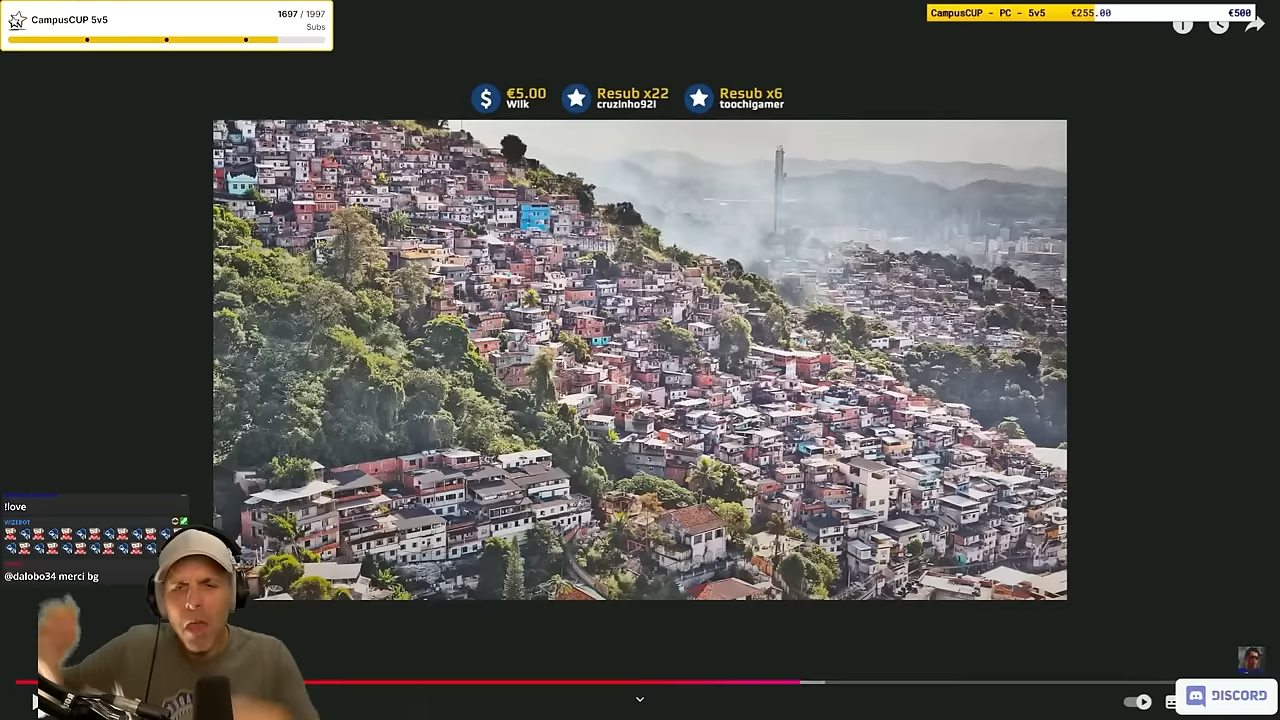 CampusCUP 5v5
1697 / 1997
Subs
CampusCUP - PC - 5v5 €255.00 €500
€5.00
Wilk
Resub x22
cruzinho92i
Resub x6
toochigamer
!love
WIZEBOT
@dalobo34 merci bg
DISCORD